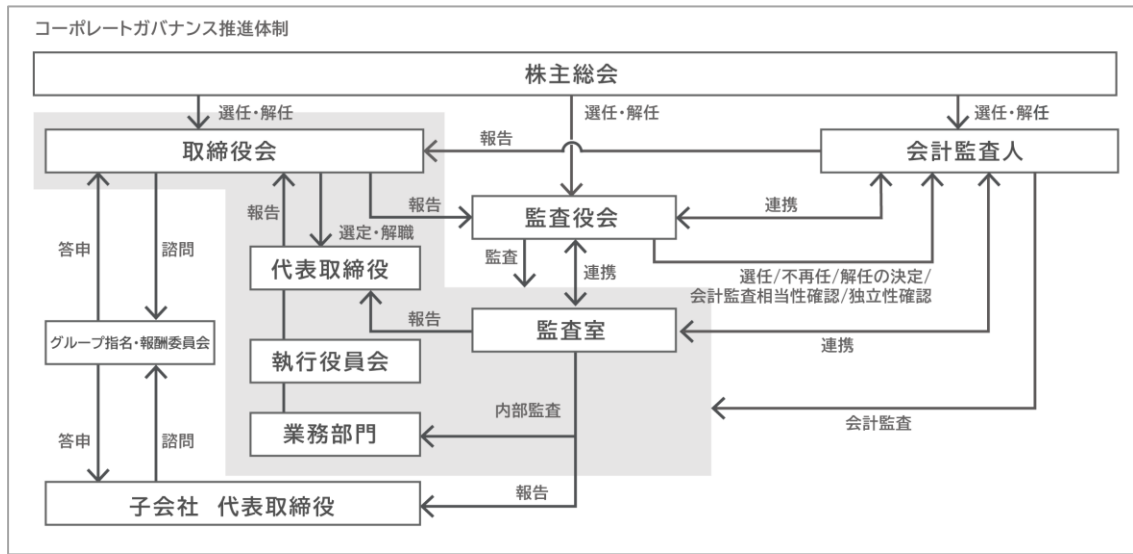 コーポレートガバナンス推進体制
株主総会
選任・解任
選任・解任
選任・解任
取締役会
報告
会計監査人
報告
報告
監査役会
連携
答申
諮問
選定・解職
代表取締役
監査
連携
選任/不再任/解任の決定/
会計監査相当性確認/独立性確認
報告
監査室
グループ指名・報酬委員会
執行役員会
連携
内部監査
業務部門
会計監査
答申
諮問
報告
子会社 代表取締役